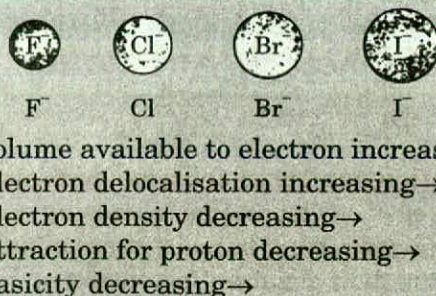 F⁻ Cl⁻ Br I⁻
F⁻ Cl Br⁻ I⁻
olume available to electron increas
lectron delocalisation increasing→
lectron density decreasing→
ttraction for proton decreasing→
asicity decreasing→